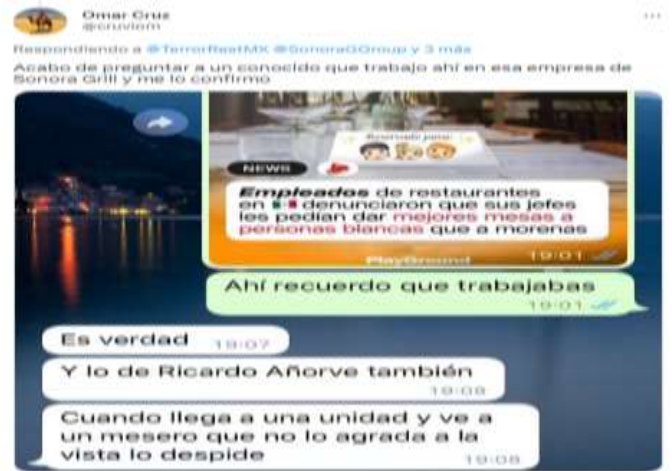 Omar Cruz
@cruviom
Respondiendo a @TerrorRestMX @SonoraGGroup y 3 más
Acabo de preguntar a un conocido que trabajo ahí en esa empresa de
Sonora Grill y me lo confirmo
Reservado para:
NEWS
Empleados de restaurantes
en 🇲🇽 denunciaron que sus jefes
les pedían dar mejores mesas a
personas blancas que a morenas
19:01
PlayGround
Ahí recuerdo que trabajabas
19:01
Es verdad 19:07
Y lo de Ricardo Añorve también
19:08
Cuando llega a una unidad y ve a
un mesero que no lo agrada a la
vista lo despide 19:08